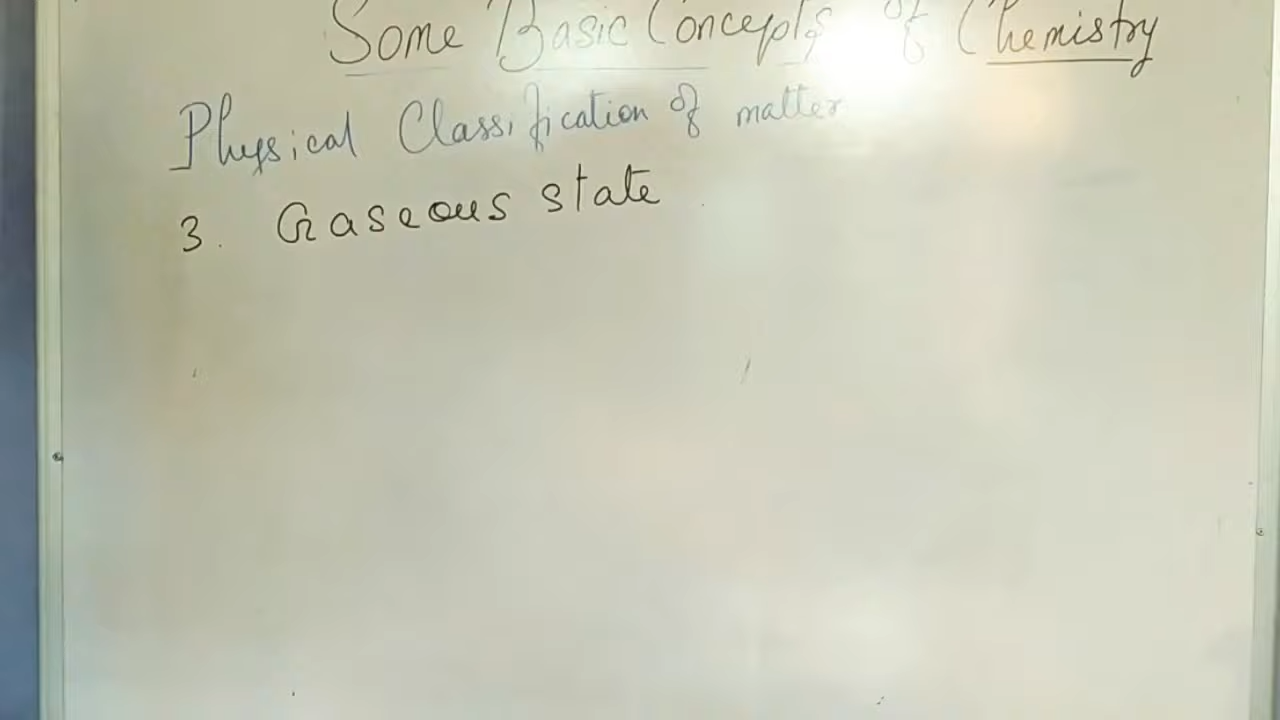 Some Basic Concepts of Chemistry
Physical Classification of matter
3. Gaseous state